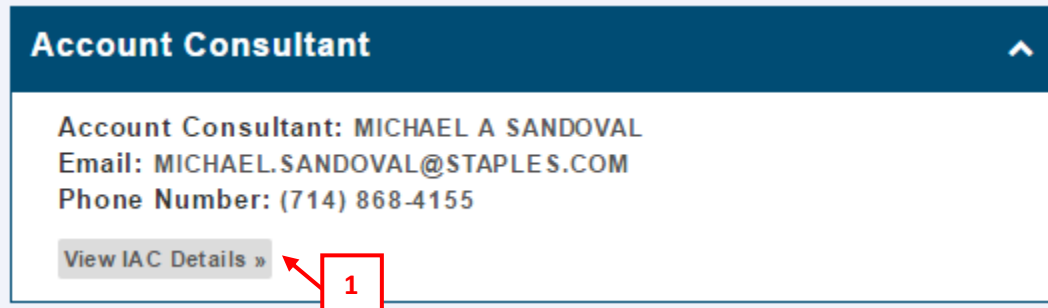 Account Consultant
Account Consultant: MICHAEL A SANDOVAL
Email: MICHAEL.SANDOVAL@STAPLES.COM
Phone Number: (714) 868-4155
View IAC Details »
1